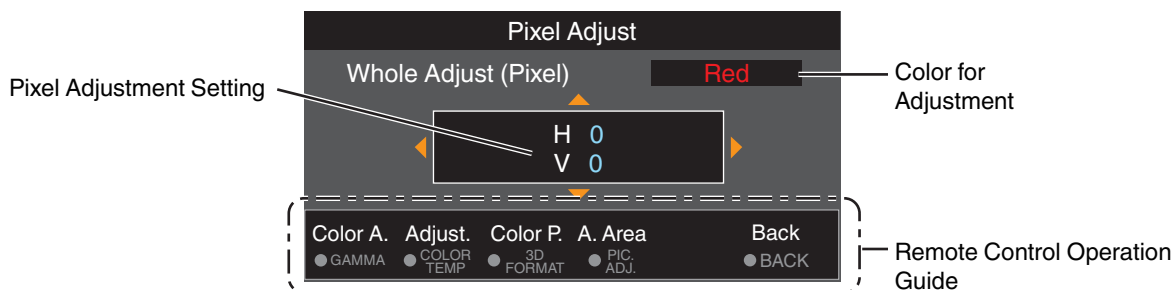 Pixel Adjust
Whole Adjust (Pixel) Red
Pixel Adjustment Setting
Color for
Adjustment
H 0
V 0
Color A. Adjust. Color P. A. Area Back
GAMMA COLOR TEMP 3D FORMAT PIC. ADJ. BACK
Remote Control Operation
Guide